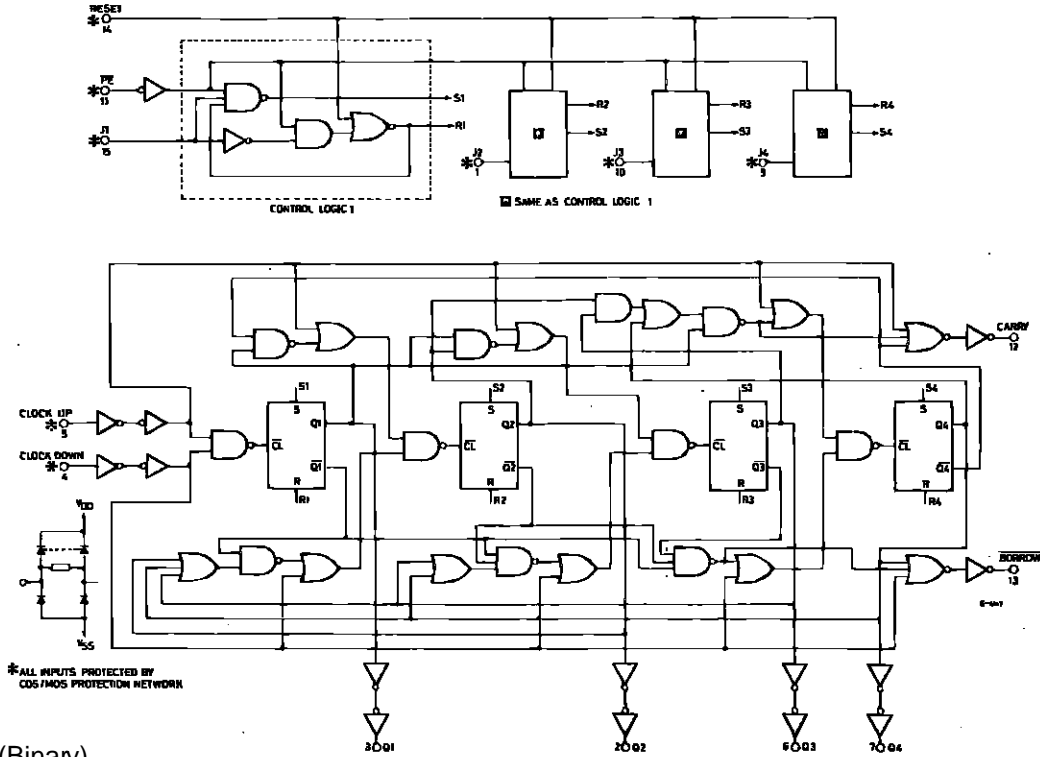 RESET
* 14
PE
* 11
J1
* 15
S1
R1
CONTROL LOGIC 1
J2
* 1
R2
S2
J3
* 10
R3
S3
J4
* 9
R4
S4
SAME AS CONTROL LOGIC 1
CARRY
12
CLOCK UP
* 5
CLOCK DOWN
* 4
S1
S
Q1
CL
Q1
R
R1
S2
S
Q2
CL
Q2
R
R2
S3
S
Q3
CL
Q3
R
R3
S4
S
Q4
CL
Q4
R
R4
VDD
VSS
BORROW
13
* ALL INPUTS PROTECTED BY
COS/MOS PROTECTION NETWORK
3 Q1
2 Q2
6 Q3
7 Q4
(Binary)